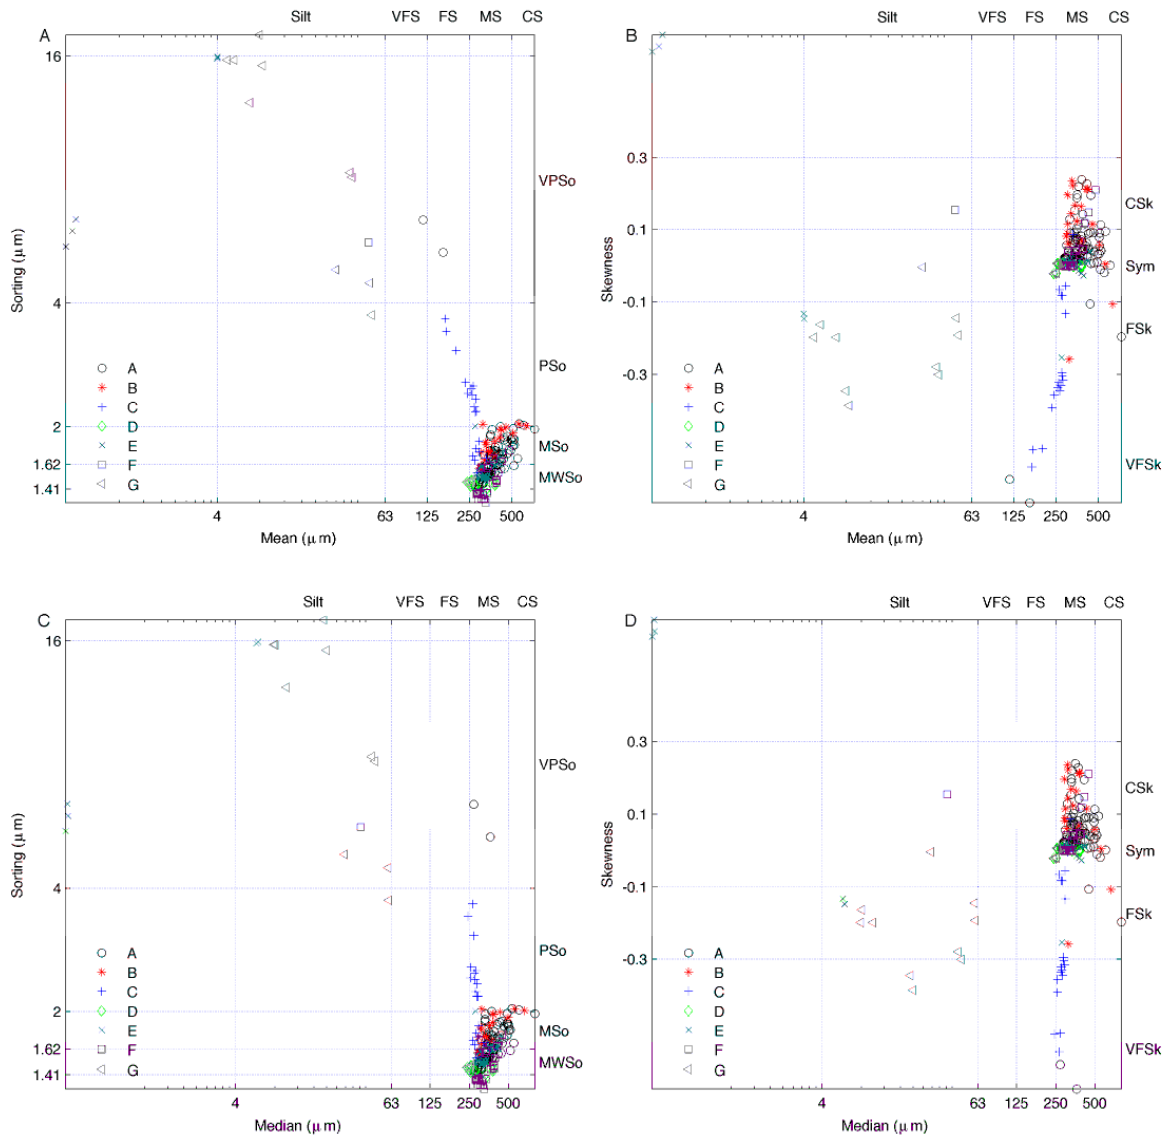 Silt VFS FS MS CS
A
16
4
2
1.62
1.41
Sorting (μm)
VPSo
PSo
MSo
MWSo
A
B
C
D
E
F
G
4 63 125 250 500
Mean (μm)
Silt VFS FS MS CS
B
0.3
0.1
-0.1
-0.3
Skewness
CSk
Sym
FSk
VFSk
A
B
C
D
E
F
G
4 63 125 250 500
Mean (μm)
Silt VFS FS MS CS
C
16
4
2
1.62
1.41
Sorting (μm)
VPSo
PSo
MSo
MWSo
A
B
C
D
E
F
G
4 63 125 250 500
Median (μm)
Silt VFS FS MS CS
D
0.3
0.1
-0.1
-0.3
Skewness
CSk
Sym
FSk
VFSk
A
B
C
D
E
F
G
4 63 125 250 500
Median (μm)